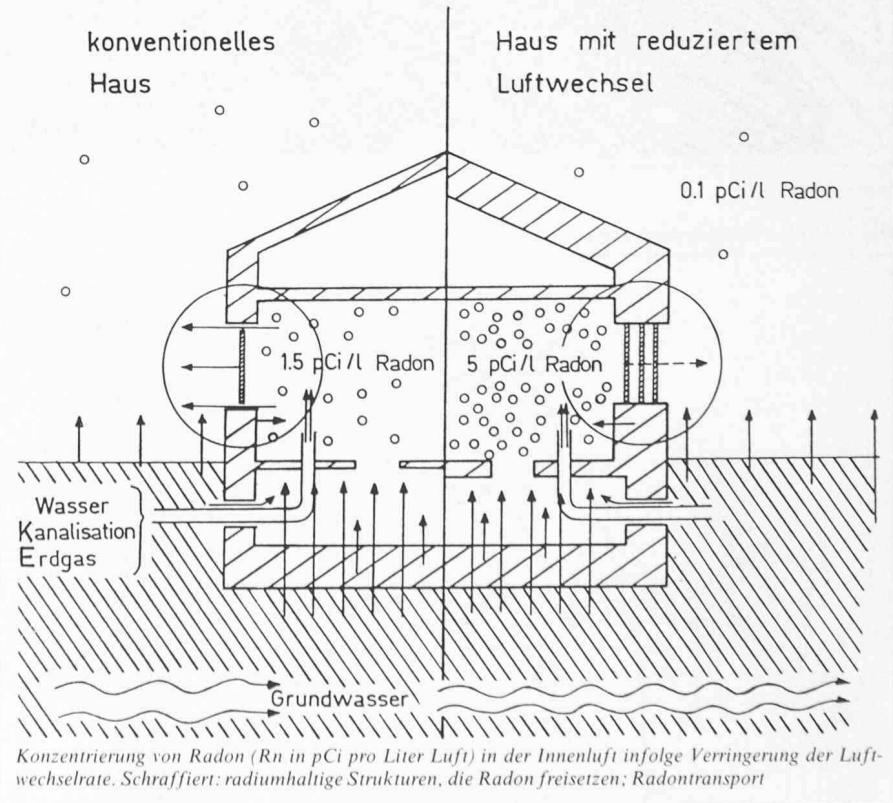 konventionelles
Haus
Haus mit reduziertem
Luftwechsel
0.1 pCi/l Radon
1.5 pCi/l Radon
5 pCi/l Radon
Wasser
Kanalisation
Erdgas
Grundwasser
Konzentrierung von Radon (Rn in pCi pro Liter Luft) in der Innenluft infolge Verringerung der Luft-
wechselrate. Schraffiert: radiumhaltige Strukturen, die Radon freisetzen; Radontransport